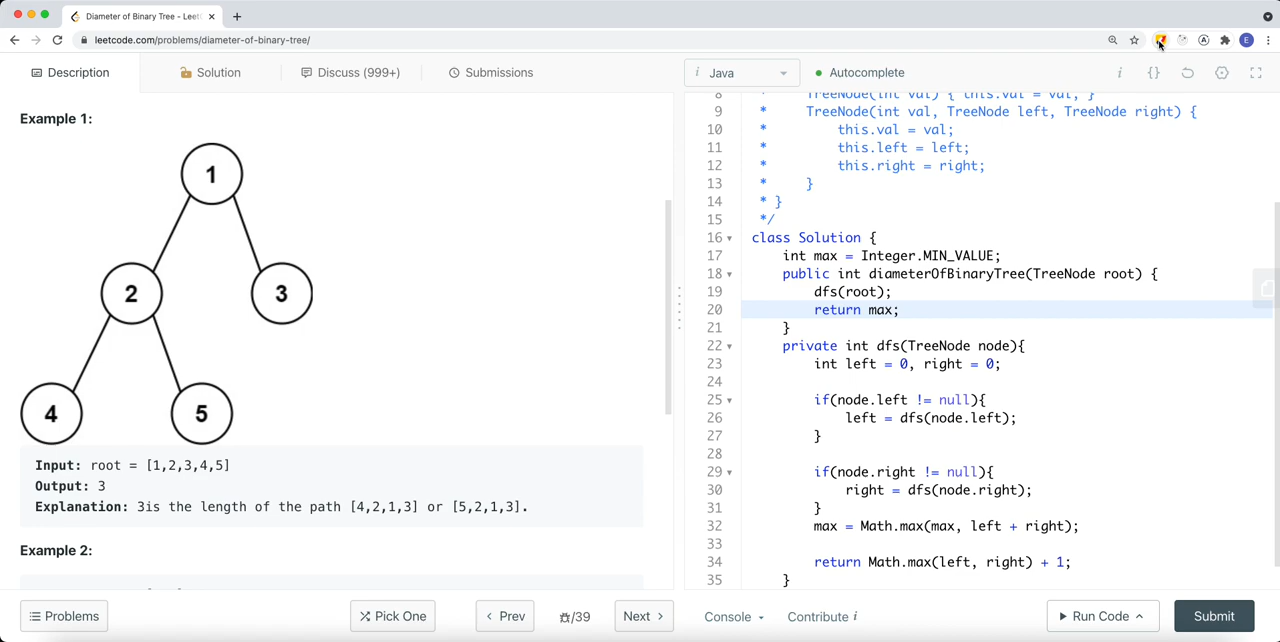 Diameter of Binary Tree - Leet
leetcode.com/problems/diameter-of-binary-tree/
A
E
Description
Solution
Discuss (999+)
Submissions
i Java
Autocomplete
i {}
Example 1:
1
2
3
4
5
Input: root = [1,2,3,4,5]
Output: 3
Explanation: 3is the length of the path [4,2,1,3] or [5,2,1,3].
Example 2:
8 * TreeNode(int val) { this.val = val; }
9 * TreeNode(int val, TreeNode left, TreeNode right) {
10 * this.val = val;
11 * this.left = left;
12 * this.right = right;
13 * }
14 * }
15 */
16 class Solution {
17 int max = Integer.MIN_VALUE;
18 public int diameterOfBinaryTree(TreeNode root) {
19 dfs(root);
20 return max;
21 }
22 private int dfs(TreeNode node){
23 int left = 0, right = 0;
24
25 if(node.left != null){
26 left = dfs(node.left);
27 }
28
29 if(node.right != null){
30 right = dfs(node.right);
31 }
32 max = Math.max(max, left + right);
33
34 return Math.max(left, right) + 1;
35 }
Problems
Pick One
Prev
/39
Next
Console
Contribute i
Run Code
Submit